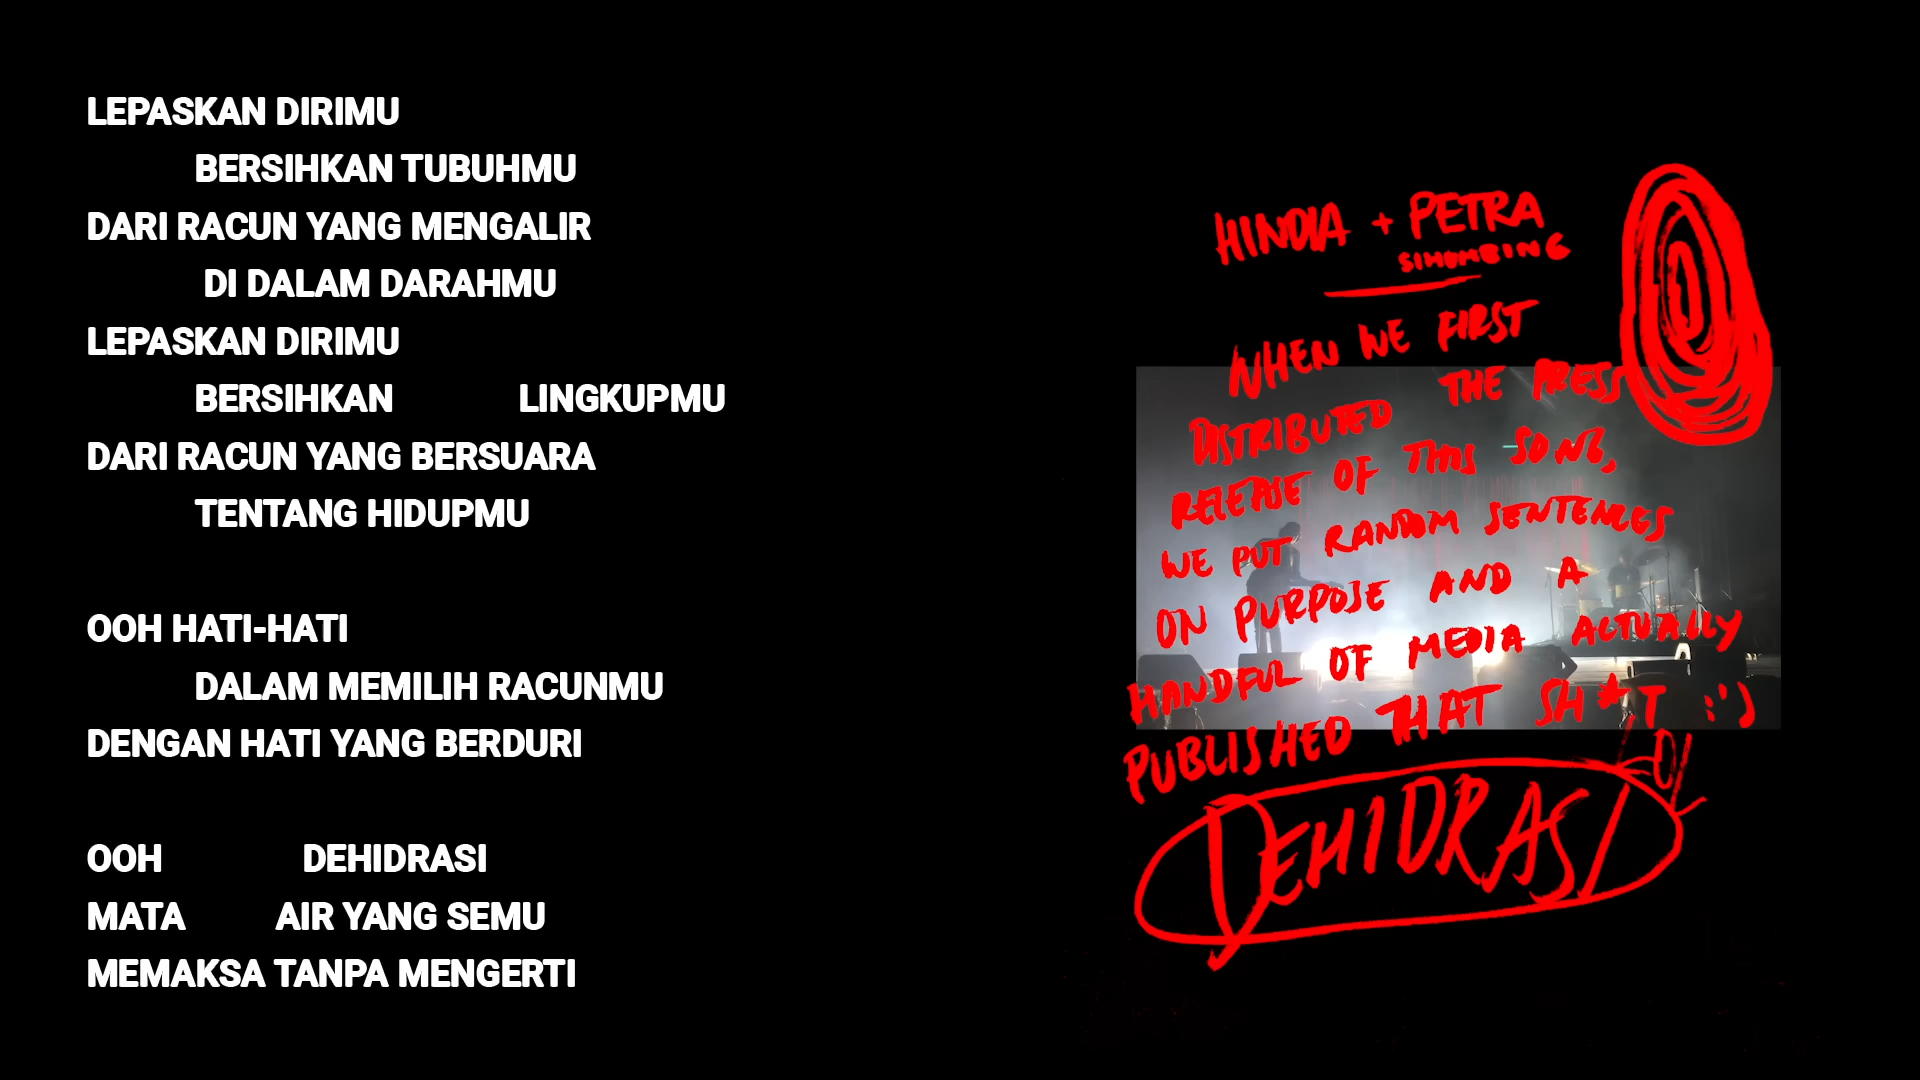 LEPASKAN DIRIMU
BERSIHKAN TUBUHMU
DARI RACUN YANG MENGALIR
DI DALAM DARAHMU
LEPASKAN DIRIMU
BERSIHKAN LINGKUPMU
DARI RACUN YANG BERSUARA
TENTANG HIDUPMU
OOH HATI-HATI
DALAM MEMILIH RACUNMU
DENGAN HATI YANG BERDURI
OOH DEHIDRASI
MATA AIR YANG SEMU
MEMAKSA TANPA MENGERTI
HINDIA + PETRA
SIHOMBING
WHEN WE FIRST
DISTRIBUTED THE PRESS
RELEASE OF THIS SONG,
WE PUT RANDOM SENTENCES
ON PURPOSE AND A
HANDFUL OF MEDIA ACTUALLY
PUBLISHED THAT SH*T :')
DEHIDRASI